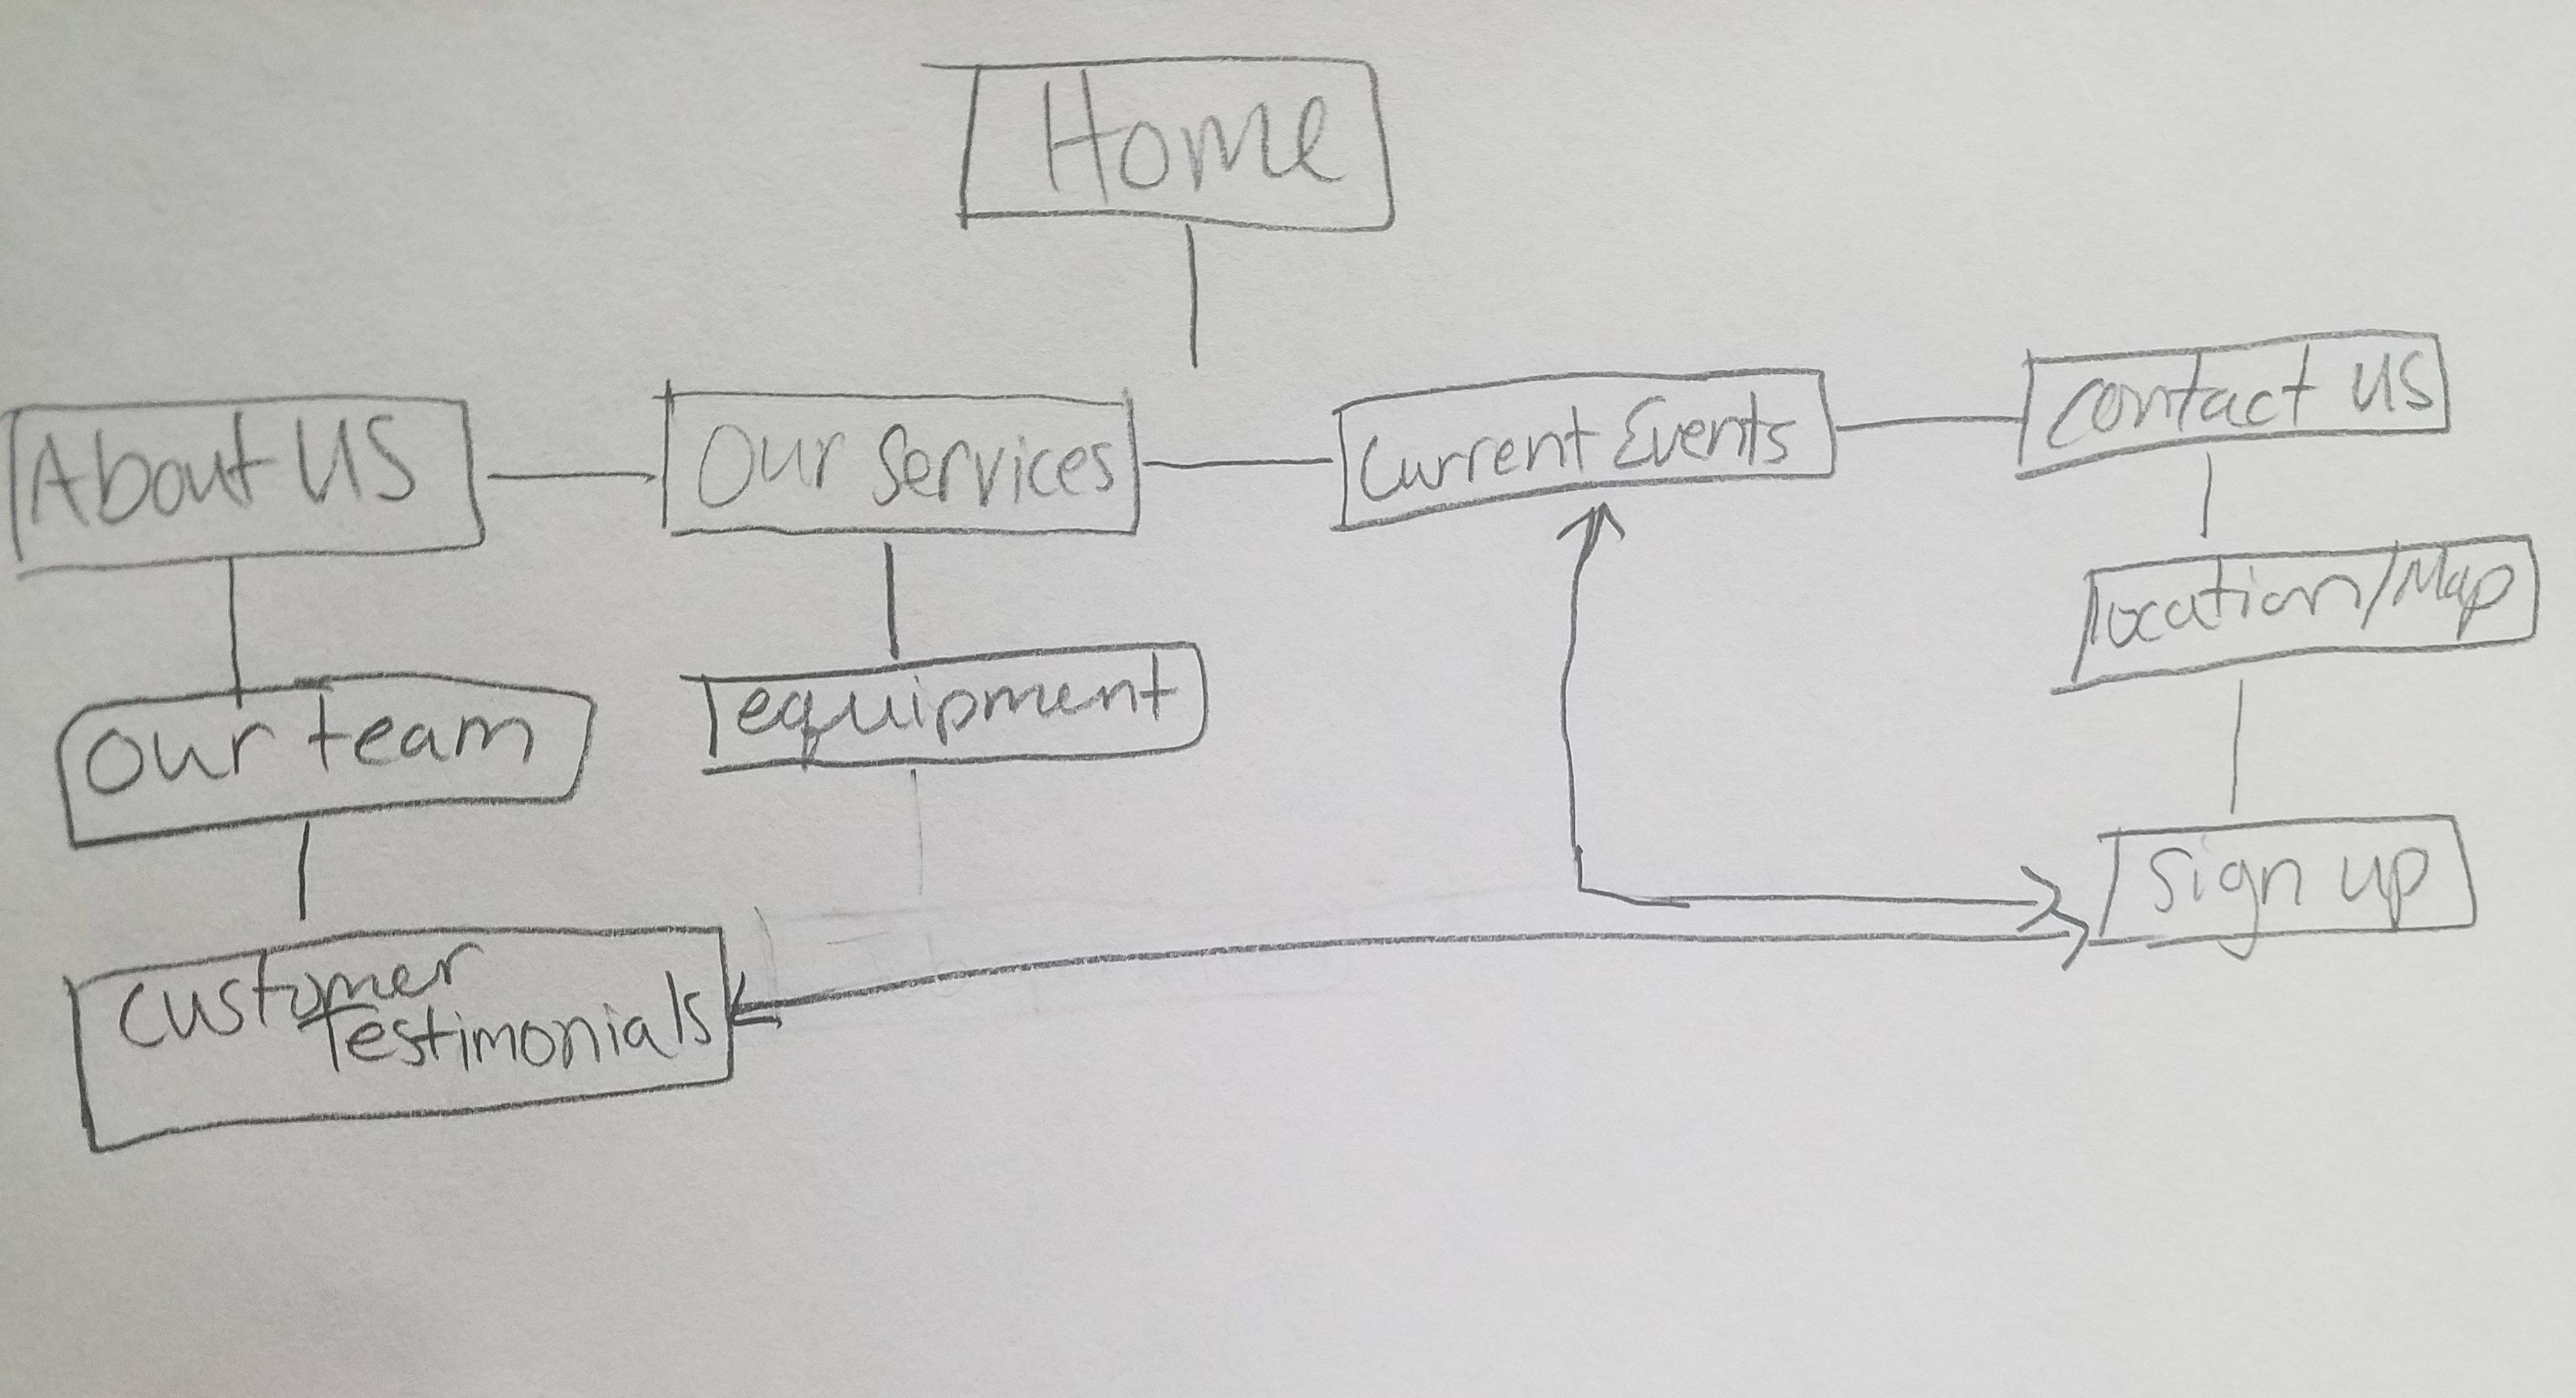 Home
About US
Our Services
Current Events
Contact US
location/Map
our team
equipment
Sign up
Customer
Testimonials